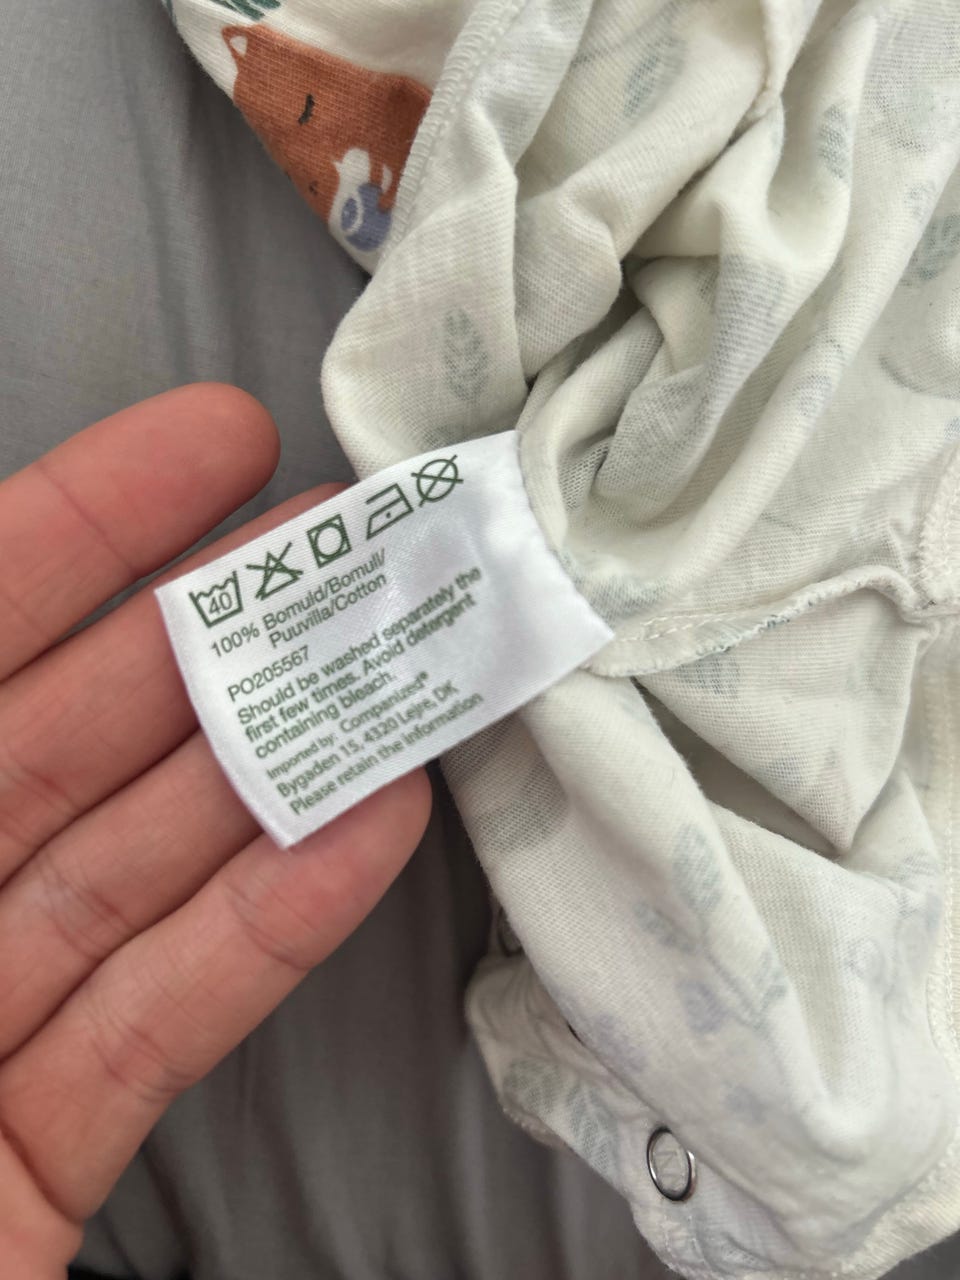 40
100% Bomuld/Bomull/
Puuvilla/Cotton
PO205567
Should be washed separately the
first few times. Avoid detergent
containing bleach.
Imported by Companized®
Bygaden 15, 4320 Lejre, DK
Please retain the information